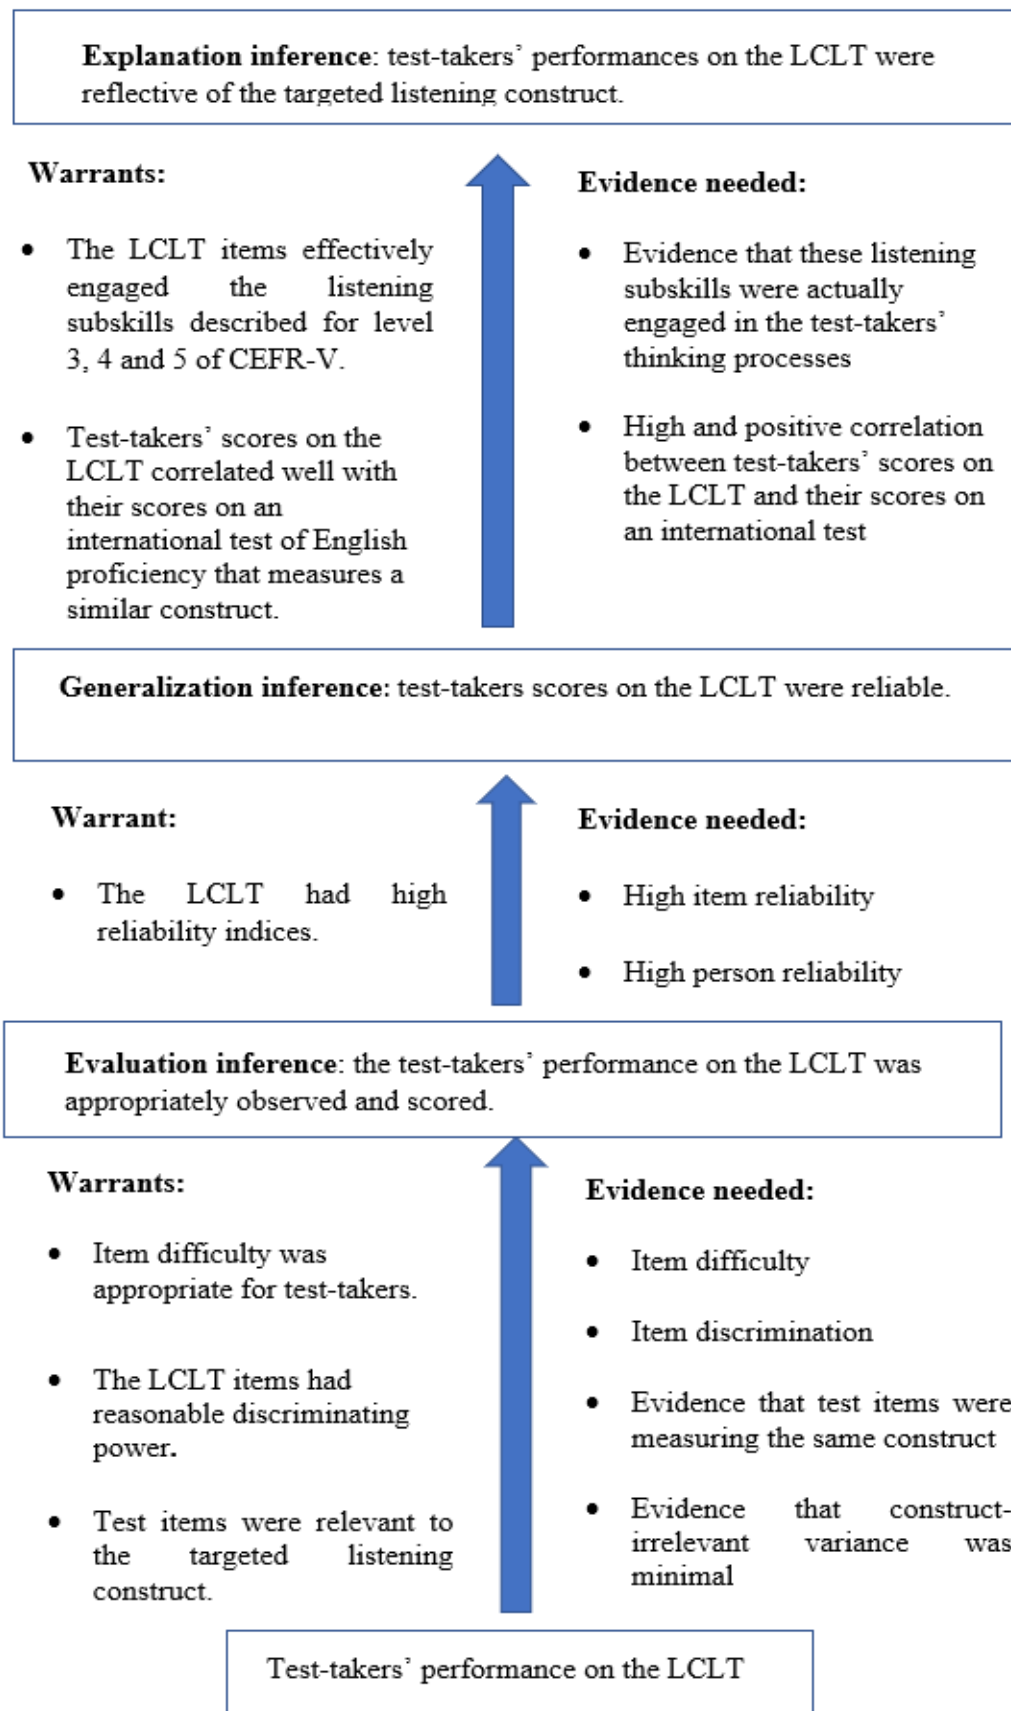 Explanation inference: test-takers' performances on the LCLT were
reflective of the targeted listening construct.
Warrants:
• The LCLT items effectively
engaged the listening
subskills described for level
3, 4 and 5 of CEFR-V.
• Test-takers' scores on the
LCLT correlated well with
their scores on an
international test of English
proficiency that measures a
similar construct.
Evidence needed:
• Evidence that these listening
subskills were actually
engaged in the test-takers'
thinking processes
• High and positive correlation
between test-takers' scores on
the LCLT and their scores on
an international test
Generalization inference: test-takers scores on the LCLT were reliable.
Warrant:
• The LCLT had high
reliability indices.
Evidence needed:
• High item reliability
• High person reliability
Evaluation inference: the test-takers' performance on the LCLT was
appropriately observed and scored.
Warrants:
• Item difficulty was
appropriate for test-takers.
• The LCLT items had
reasonable discriminating
power.
• Test items were relevant to
the targeted listening
construct.
Evidence needed:
• Item difficulty
• Item discrimination
• Evidence that test items were
measuring the same construct
• Evidence that construct-
irrelevant variance was
minimal
Test-takers' performance on the LCLT